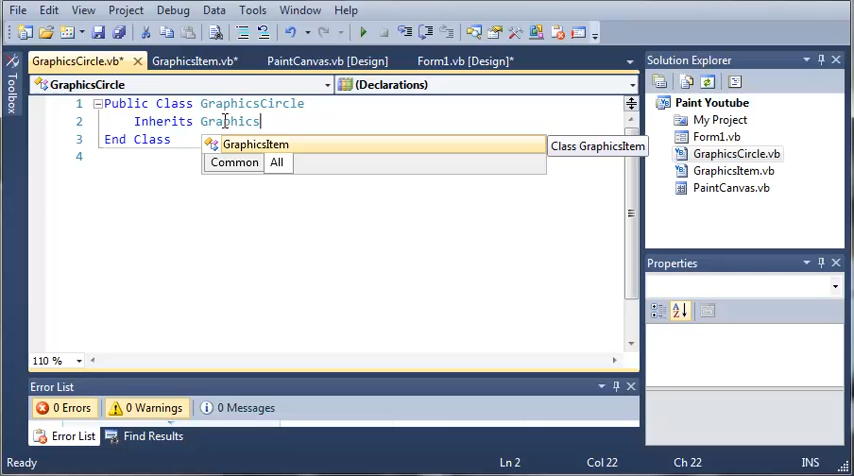 File Edit View Project Debug Data Tools Window Help
GraphicsCircle.vb* GraphicsItem.vb* PaintCanvas.vb [Design] Form1.vb [Design]*
Solution Explorer
Toolbox
GraphicsCircle (Declarations)
1 Public Class GraphicsCircle
2 Inherits Graphics
3 End Class
4
GraphicsItem
Common All
Class GraphicsItem
Paint Youtube
My Project
Form1.vb
GraphicsCircle.vb
GraphicsItem.vb
PaintCanvas.vb
Properties
110 %
Error List
0 Errors 0 Warnings 0 Messages
Error List Find Results
Ready Ln 2 Col 22 Ch 22 INS